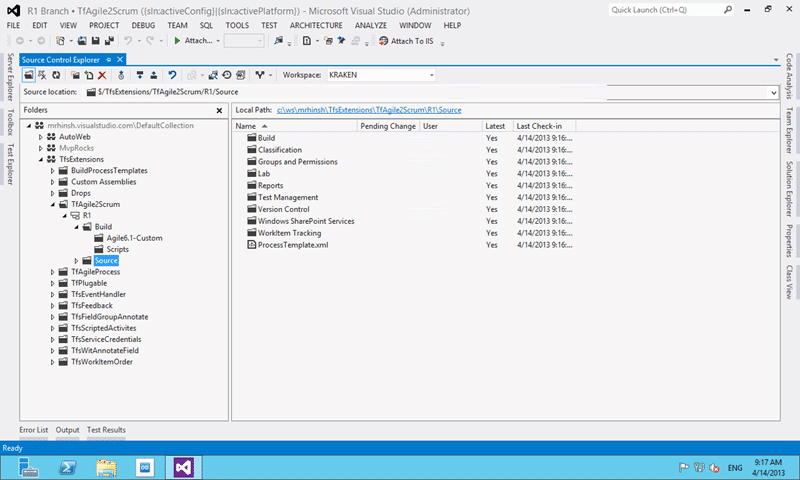 R1 Branch • TfAgile2Scrum ({sln:activeConfig}|{sln:activePlatform}) - Microsoft Visual Studio (Administrator)
Quick Launch (Ctrl+Q)
FILE EDIT VIEW PROJECT DEBUG TEAM SQL TOOLS TEST ARCHITECTURE ANALYZE WINDOW HELP
Attach... Attach To IIS
Source Control Explorer
Workspace: KRAKEN
Source location: $/TfsExtensions/TfAgile2Scrum/R1/Source
Folders
mrhinsh.visualstudio.com\DefaultCollection
AutoWeb
MvpRocks
TfsExtensions
BuildProcessTemplates
Custom Assemblies
Drops
TfAgile2Scrum
R1
Build
Agile6.1-Custom
Scripts
Source
TfAgileProcess
TfPlugable
TfsEventHandler
TfsFeedback
TfsFieldGroupAnnotate
TfsScriptedActivites
TfsServiceCredentials
TfsWitAnnotateField
TfsWorkItemOrder
Local Path: c:\ws\mrhinsh\TfsExtensions\TfAgile2Scrum\R1\Source
Name Pending Change User Latest Last Check-in
Build Yes 4/14/2013 9:16:...
Classification Yes 4/14/2013 9:16:...
Groups and Permissions Yes 4/14/2013 9:16:...
Lab Yes 4/14/2013 9:16:...
Reports Yes 4/14/2013 9:16:...
Test Management Yes 4/14/2013 9:16:...
Version Control Yes 4/14/2013 9:16:...
Windows SharePoint Services Yes 4/14/2013 9:16:...
WorkItem Tracking Yes 4/14/2013 9:16:...
ProcessTemplate.xml Yes 4/14/2013 9:16:...
Server Explorer
Toolbox
Test Explorer
Code Analysis
Team Explorer
Solution Explorer
Properties
Class View
Error List Output Test Results
Ready
ENG
9:17 AM
4/14/2013